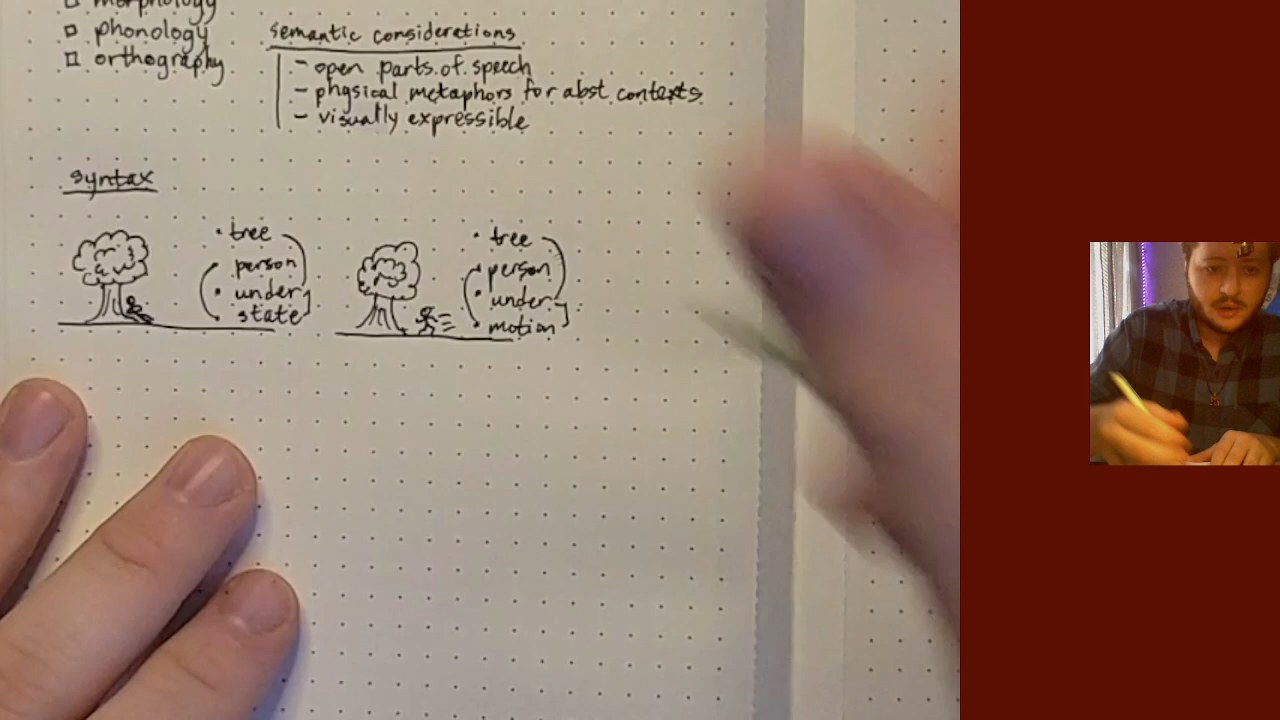 morphology
phonology
orthography
semantic considerations
- open parts of speech
- physical metaphors for abst contexts
- visually expressible
syntax
• tree
• person
• under
• state
• tree
• person
• under
• motion